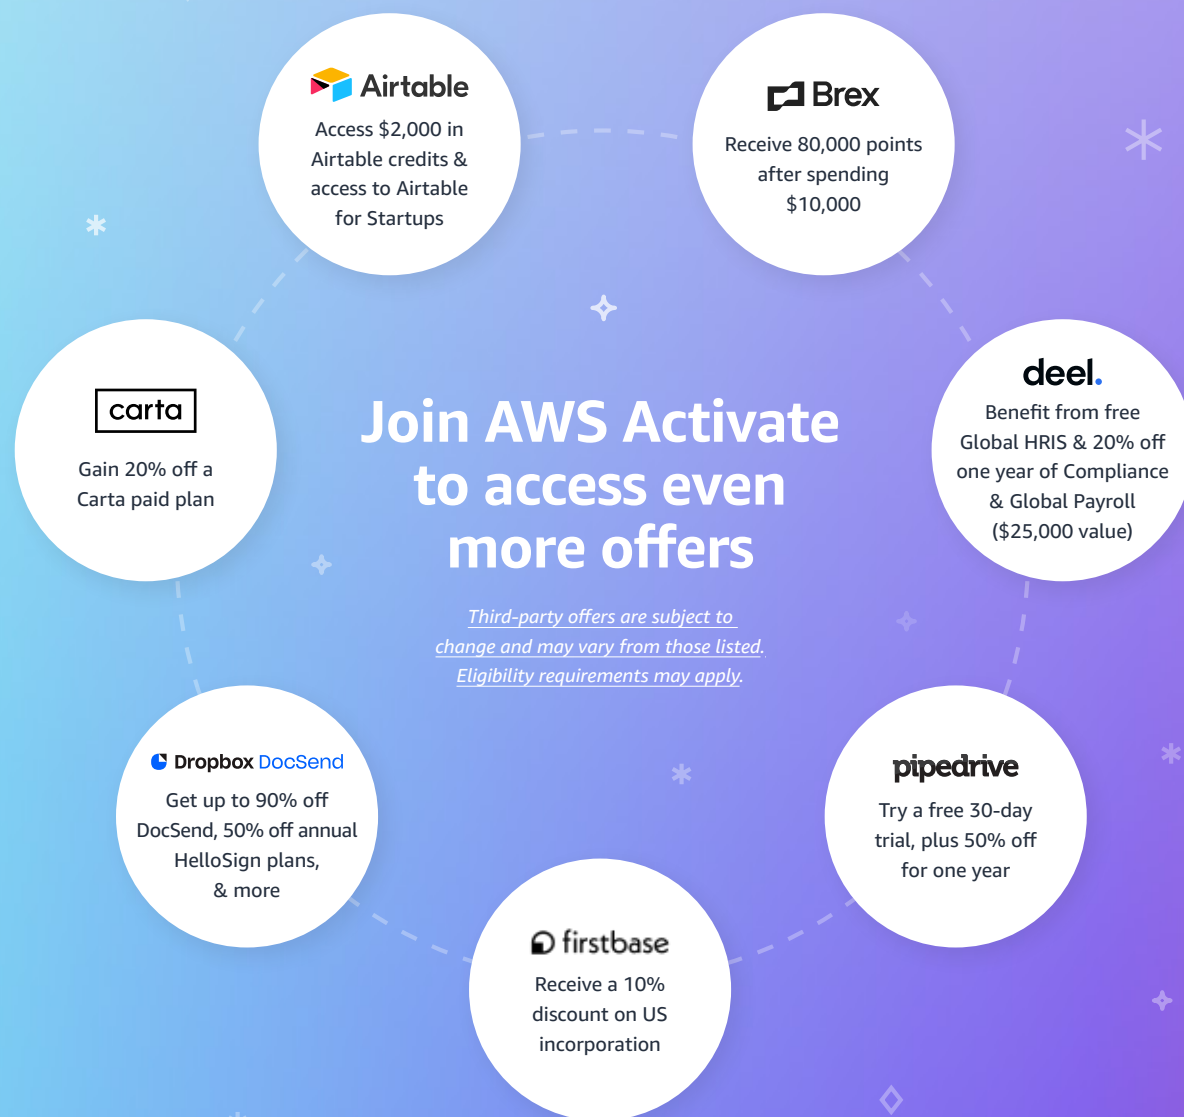 Airtable
Access $2,000 in
Airtable credits &
access to Airtable
for Startups
Brex
Receive 80,000 points
after spending
$10,000
carta
Gain 20% off a
Carta paid plan
Join AWS Activate
to access even
more offers
Third-party offers are subject to
change and may vary from those listed.
Eligibility requirements may apply.
deel.
Benefit from free
Global HRIS & 20% off
one year of Compliance
& Global Payroll
($25,000 value)
Dropbox DocSend
Get up to 90% off
DocSend, 50% off annual
HelloSign plans,
& more
pipedrive
Try a free 30-day
trial, plus 50% off
for one year
firstbase
Receive a 10%
discount on US
incorporation